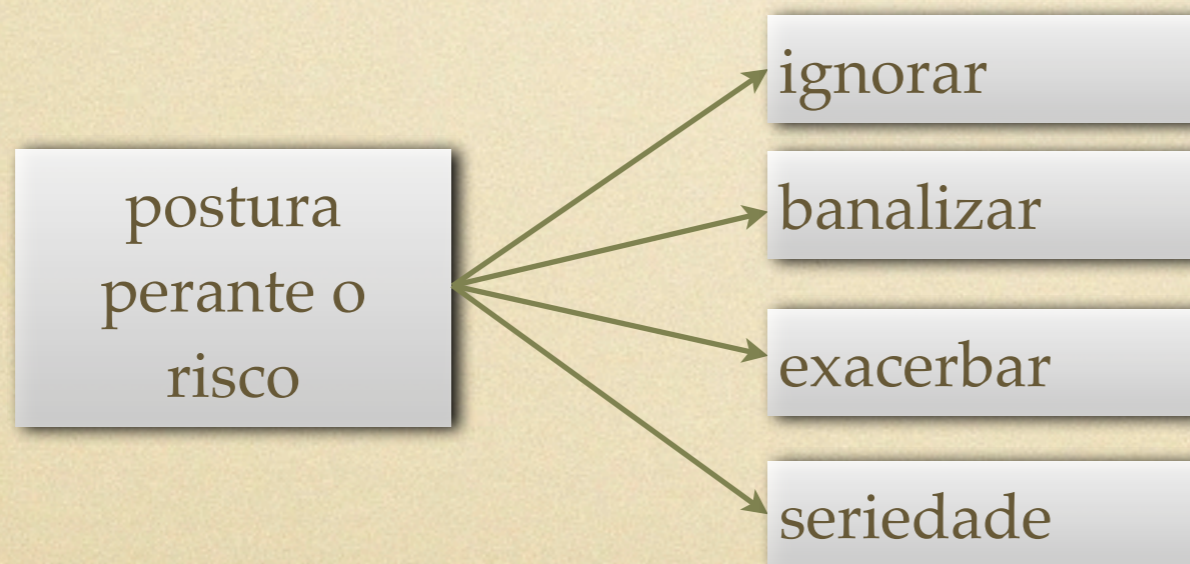 postura
perante o
risco
ignorar
banalizar
exacerbar
seriedade